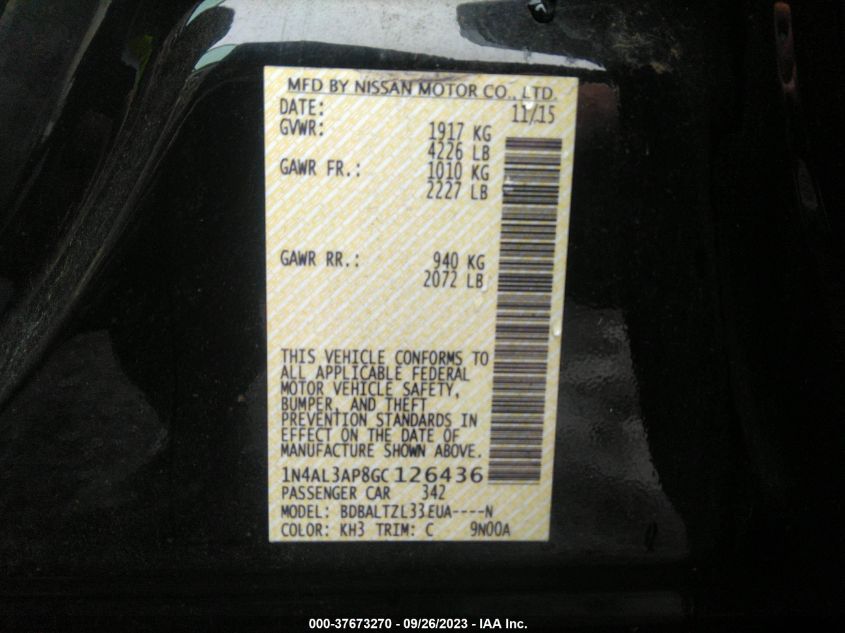 MFD BY NISSAN MOTOR CO., LTD.
DATE: 11/15
GVWR: 1917 KG
4226 LB
GAWR FR.: 1010 KG
2227 LB
GAWR RR.: 940 KG
2072 LB
THIS VEHICLE CONFORMS TO
ALL APPLICABLE FEDERAL
MOTOR VEHICLE SAFETY,
BUMPER, AND THEFT
PREVENTION STANDARDS IN
EFFECT ON THE DATE OF
MANUFACTURE SHOWN ABOVE.
1N4AL3AP8GC126436
PASSENGER CAR 342
MODEL: BDBALTZL33EUA----N
COLOR: KH3 TRIM: C 9N00A
000-37673270 - 09/26/2023 - IAA Inc.